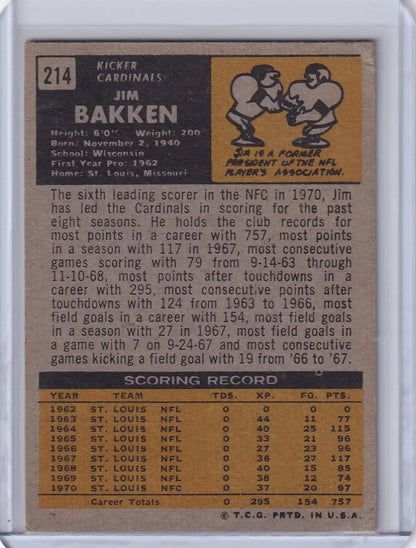 214
KICKER
CARDINALS
JIM
BAKKEN
Height: 6'0" Weight: 200
Born: November 2, 1940
School: Wisconsin
First Year Pro: 1962
Home: St. Louis, Missouri
JIM IS A FORMER
PRESIDENT OF THE NFL
PLAYER'S ASSOCIATION.
The sixth leading scorer in the NFC in 1970, Jim
has led the Cardinals in scoring for the past
eight seasons. He holds the club records for
most points in a career with 757, most points
in a season with 117 in 1967, most consecutive
games scoring with 79 from 9-14-63 through
11-10-68, most points after touchdowns in a
career with 295, most consecutive points after
touchdowns with 124 from 1963 to 1966, most
field goals in a career with 154, most field goals
in a season with 27 in 1967, most field goals in
a game with 7 on 9-24-67 and most consecutive
games kicking a field goal with 19 from '66 to '67.
SCORING RECORD
YEAR TEAM TDS. XP. FG. PTS.
1962 ST. LOUIS NFL 0 0 0 0
1963 ST. LOUIS NFL 0 44 11 77
1964 ST. LOUIS NFL 0 40 25 115
1965 ST. LOUIS NFL 0 33 21 96
1966 ST. LOUIS NFL 0 27 23 96
1967 ST. LOUIS NFL 0 36 27 117
1968 ST. LOUIS NFL 0 40 15 85
1969 ST. LOUIS NFL 0 38 12 74
1970 ST. LOUIS NFC 0 37 20 97
Career Totals 0 295 154 757
© T.C.G. PRTD. IN U.S.A.